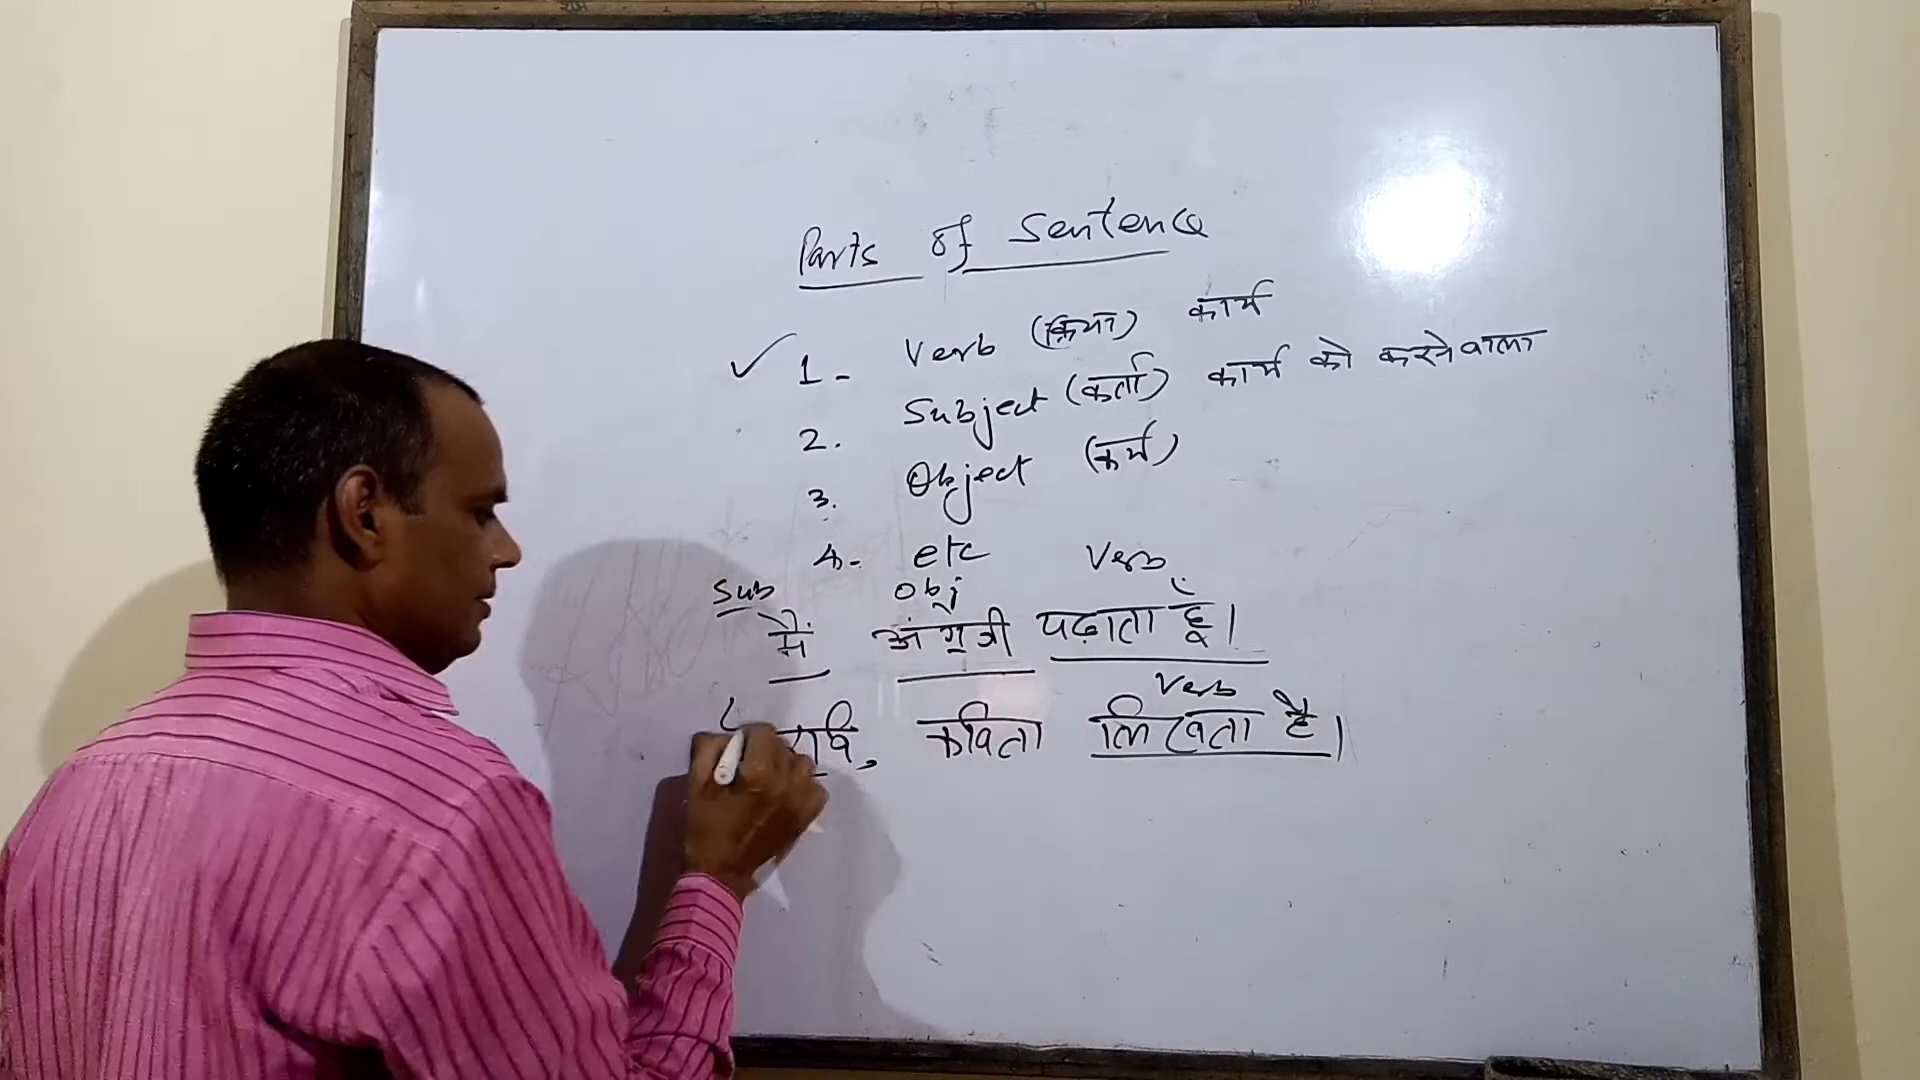 Parts of Sentence
1- Verb (क्रिया) कार्य
2. Subject (कर्ता) कार्य को करने वाला
3. Object (कर्म)
4- etc
Sub obj Verb
मैं अंग्रेजी पढ़ाता हूँ।
Verb
कविता लिखता है।